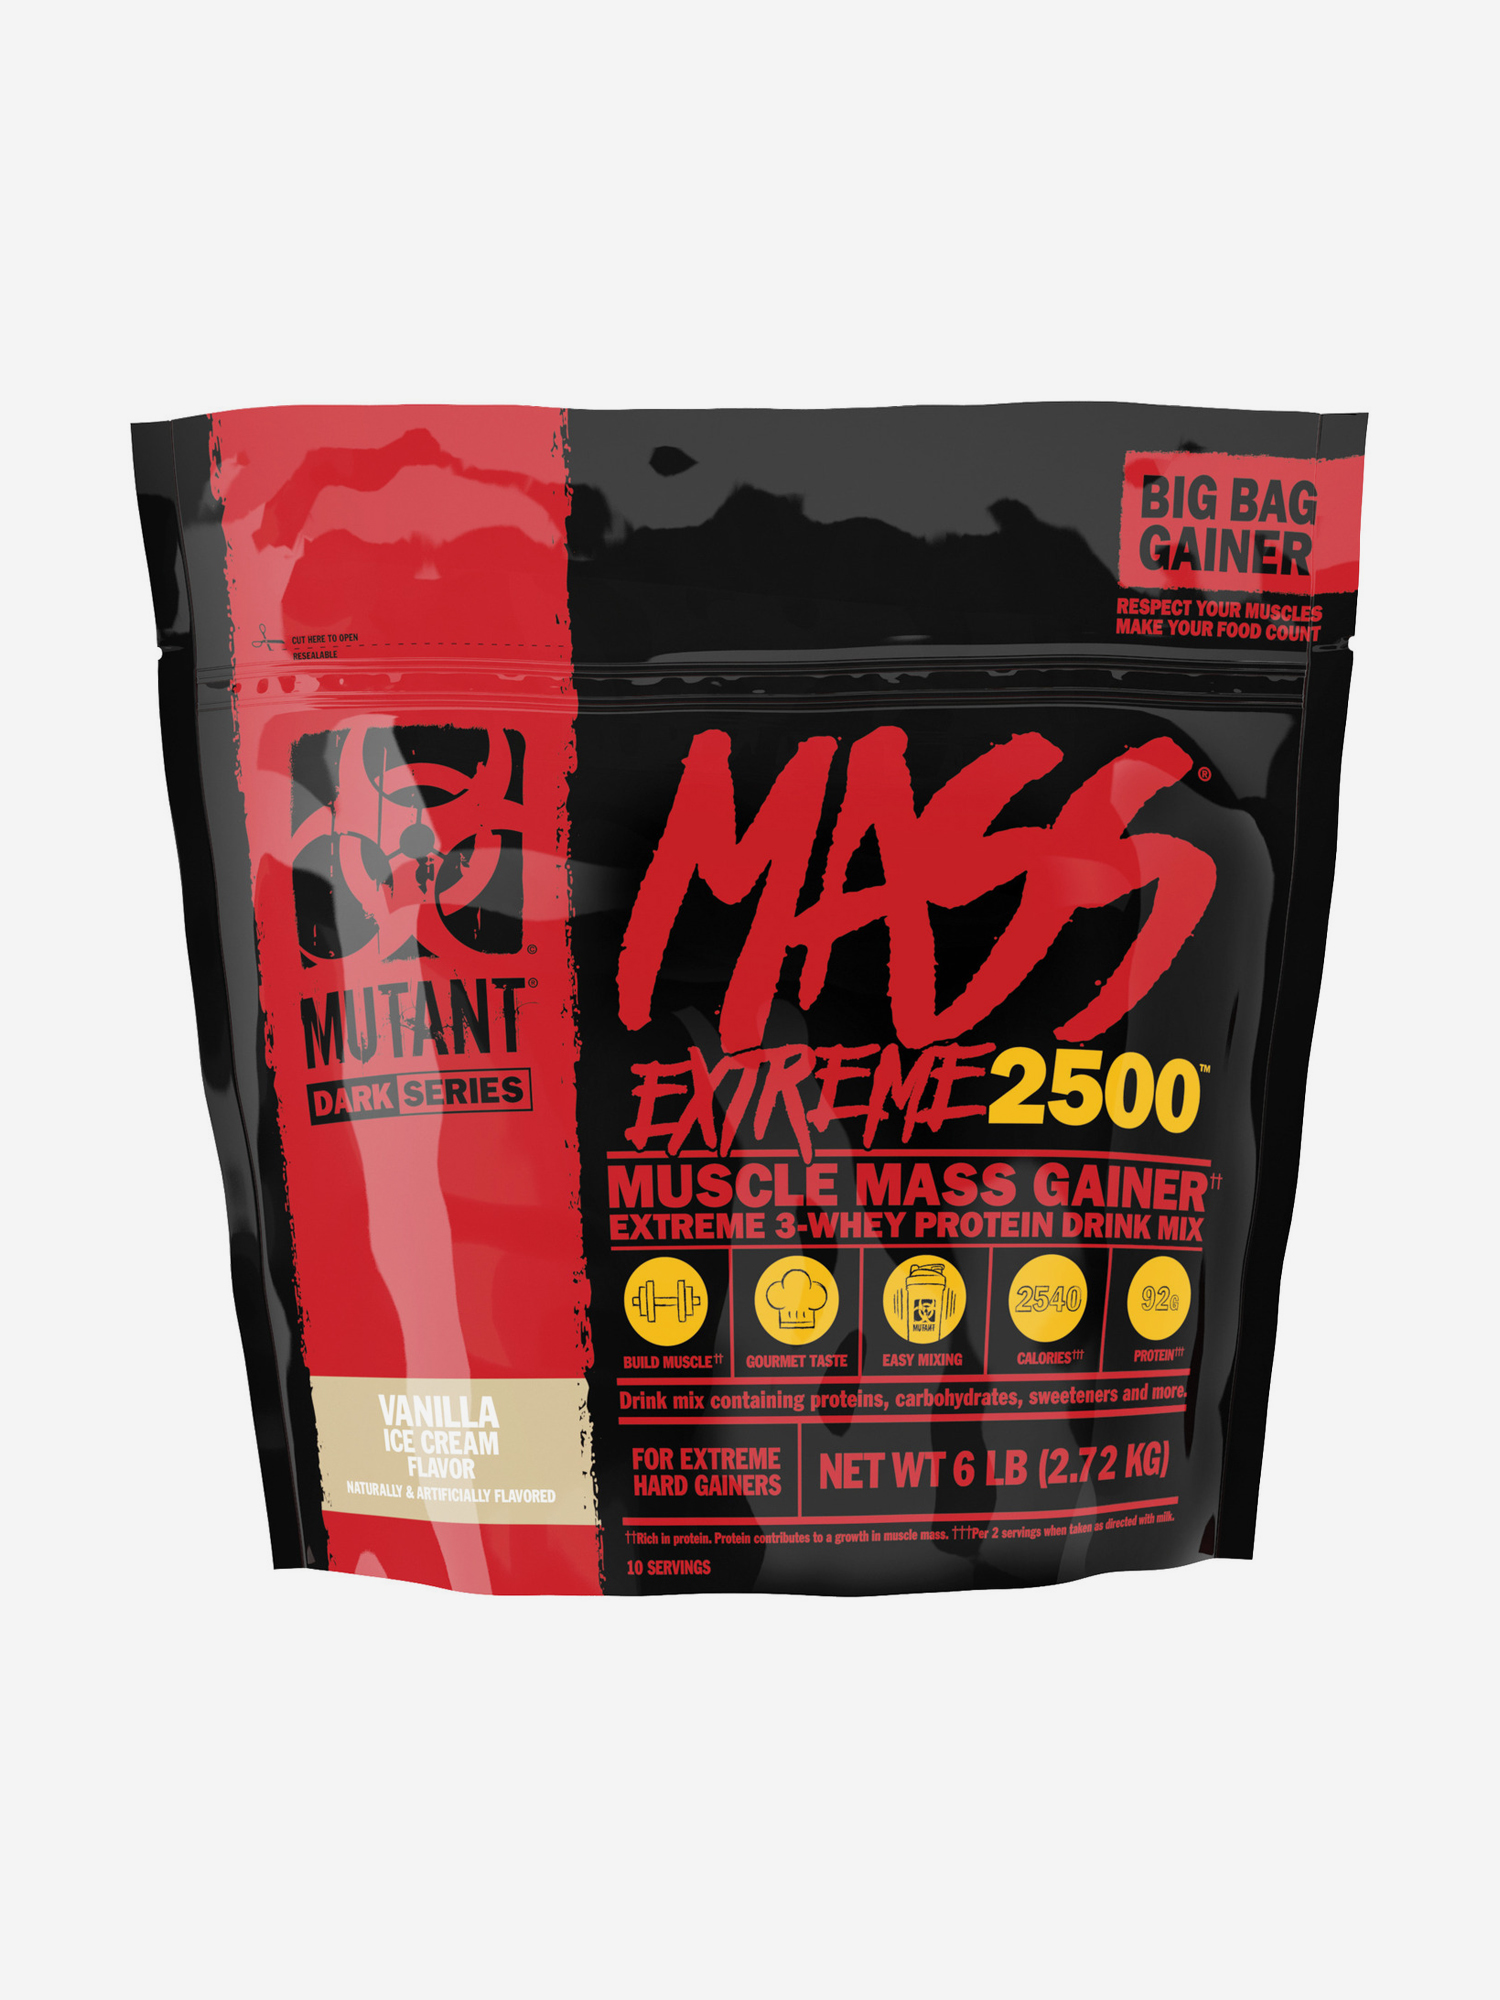 BIG BAG
GAINER
RESPECT YOUR MUSCLES
MAKE YOUR FOOD COUNT
CUT HERE TO OPEN
RESEALABLE
©
MUTANT®
DARK SERIES
VANILLA
ICE CREAM
FLAVOR
NATURALLY & ARTIFICIALLY FLAVORED
MASS®
EXTREME 2500™
MUSCLE MASS GAINER††
EXTREME 3-WHEY PROTEIN DRINK MIX
MUTANT
2540
92G
BUILD MUSCLE††
GOURMET TASTE
EASY MIXING
CALORIES†††
PROTEIN†††
Drink mix containing proteins, carbohydrates, sweeteners and more.
FOR EXTREME
HARD GAINERS
NET WT 6 LB (2.72 KG)
††Rich in protein. Protein contributes to a growth in muscle mass. †††Per 2 servings when taken as directed with milk.
10 SERVINGS